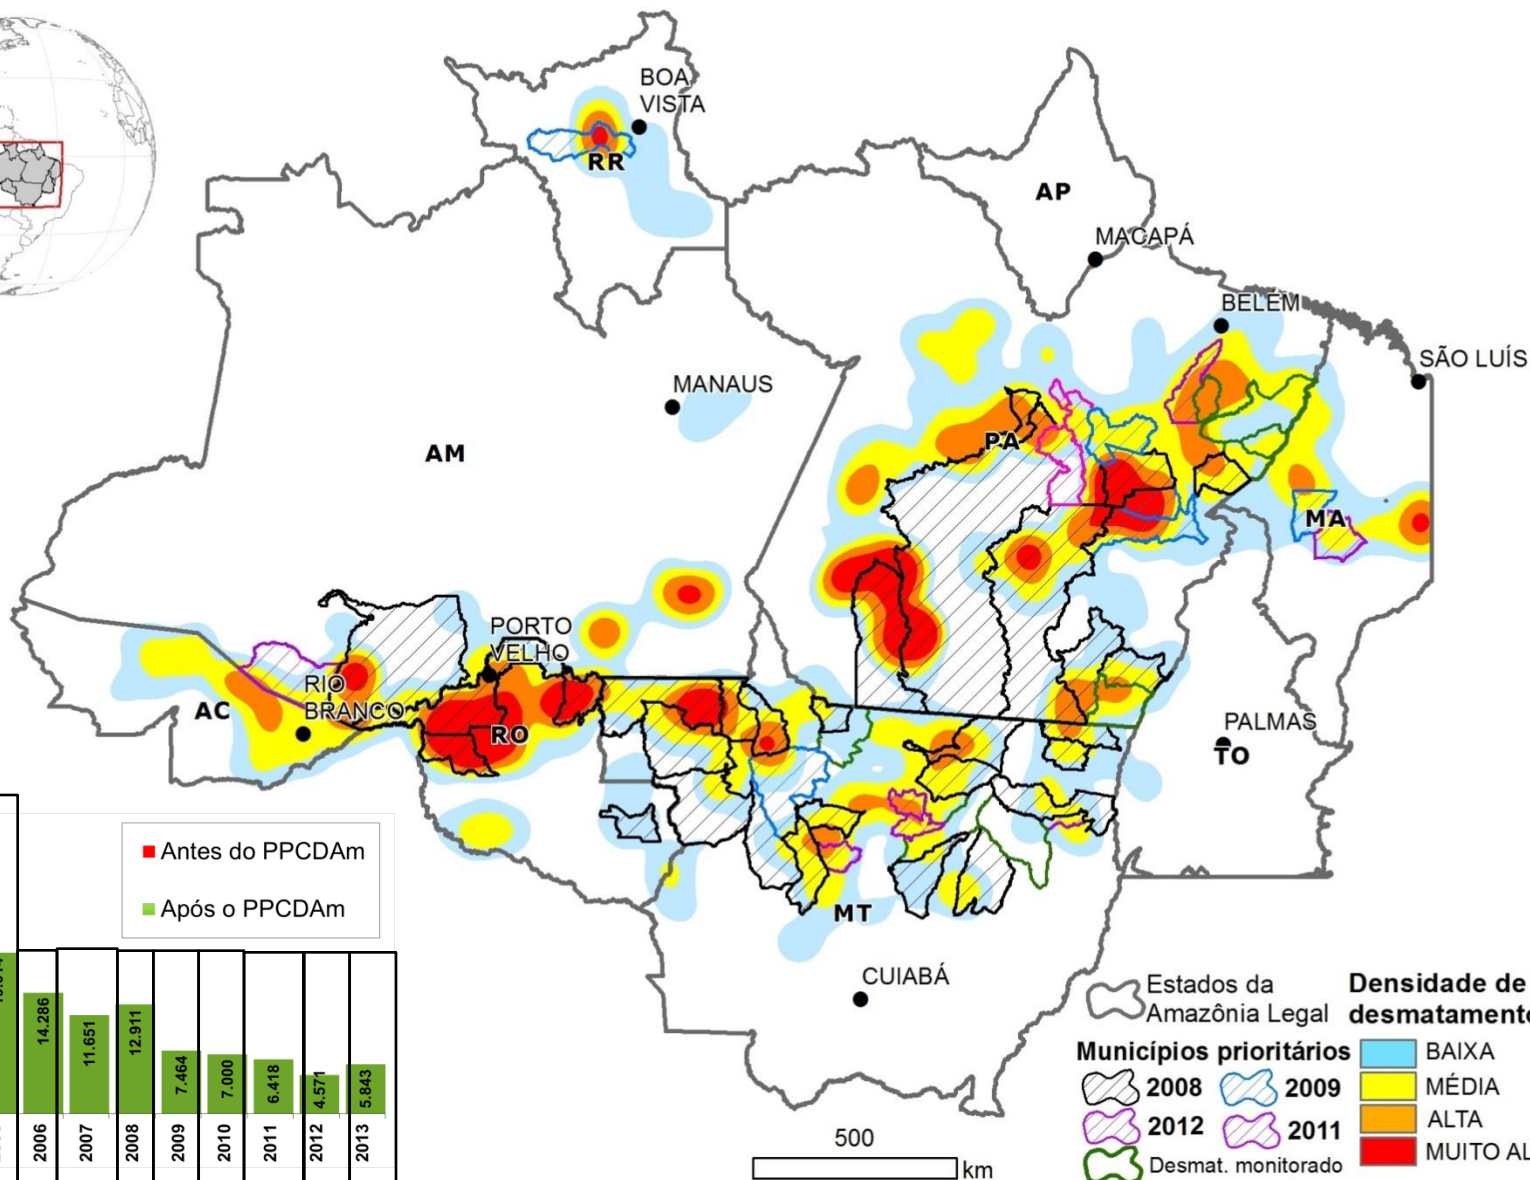 BOA
VISTA
RR
AP
MACAPÁ
BELÉM
SÃO LUÍS
MANAUS
AM
PA
MA
PORTO
VELHO
RIO
BRANCO
AC
RO
PALMAS
TO
MT
CUIABÁ
Antes do PPCDAm
Após o PPCDAm
14.286
11.651
12.911
7.464
7.000
6.418
4.571
5.843
2006
2007
2008
2009
2010
2011
2012
2013
500
km
Estados da
Amazônia Legal
Municípios prioritários
2008
2009
2012
2011
Desmat. monitorado
Densidade de
desmatamento
BAIXA
MÉDIA
ALTA
MUITO AL